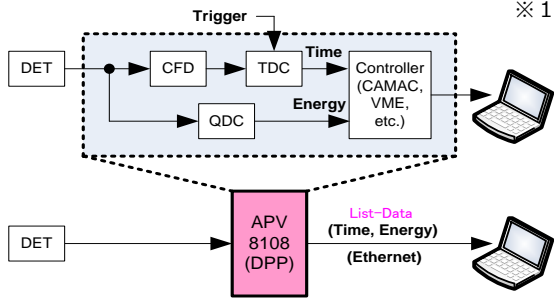 ※1
Trigger
DET
CFD
TDC
Time
Controller
(CAMAC,
VME,
etc.)
Energy
QDC
DET
APV
8108
(DPP)
List-Data
(Time, Energy)
(Ethernet)